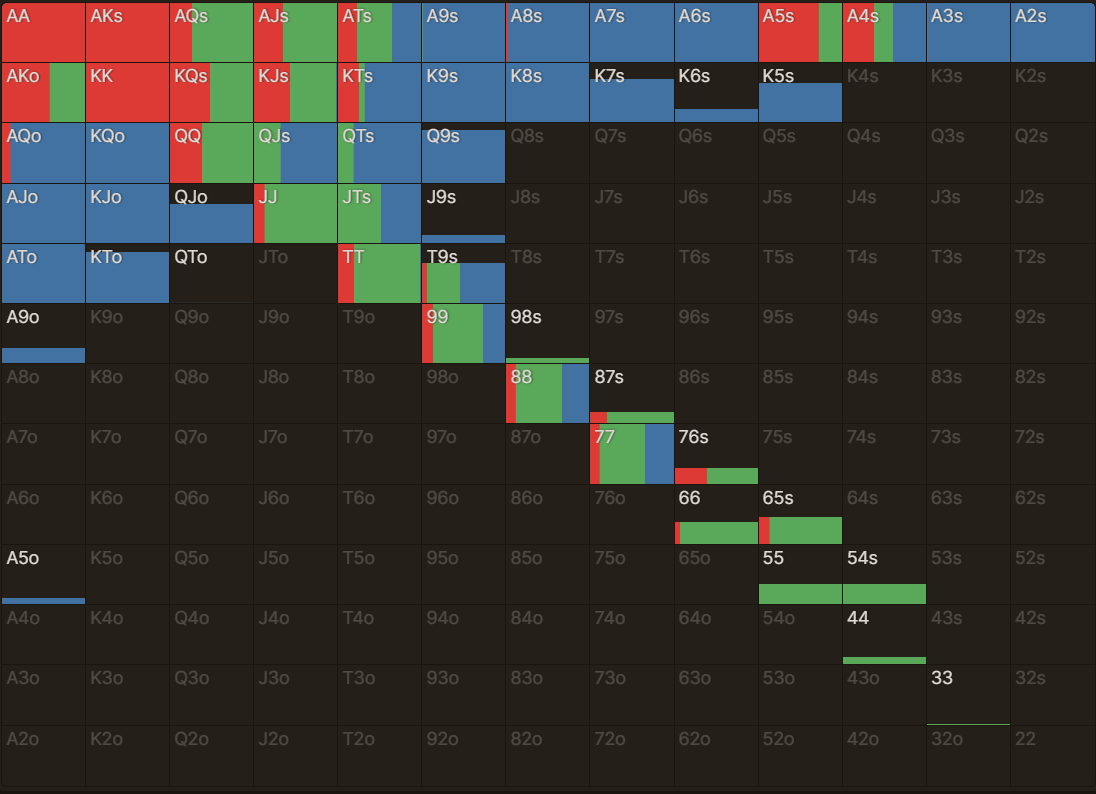 AA AKs AQs AJs ATs A9s A8s A7s A6s A5s A4s A3s A2s
AKo KK KQs KJs KTs K9s K8s K7s K6s K5s K4s K3s K2s
AQo KQo QQ QJs QTs Q9s Q8s Q7s Q6s Q5s Q4s Q3s Q2s
AJo KJo QJo JJ JTs J9s J8s J7s J6s J5s J4s J3s J2s
ATo KTo QTo JTo TT T9s T8s T7s T6s T5s T4s T3s T2s
A9o K9o Q9o J9o T9o 99 98s 97s 96s 95s 94s 93s 92s
A8o K8o Q8o J8o T8o 98o 88 87s 86s 85s 84s 83s 82s
A7o K7o Q7o J7o T7o 97o 87o 77 76s 75s 74s 73s 72s
A6o K6o Q6o J6o T6o 96o 86o 76o 66 65s 64s 63s 62s
A5o K5o Q5o J5o T5o 95o 85o 75o 65o 55 54s 53s 52s
A4o K4o Q4o J4o T4o 94o 84o 74o 64o 54o 44 43s 42s
A3o K3o Q3o J3o T3o 93o 83o 73o 63o 53o 43o 33 32s
A2o K2o Q2o J2o T2o 92o 82o 72o 62o 52o 42o 32o 22